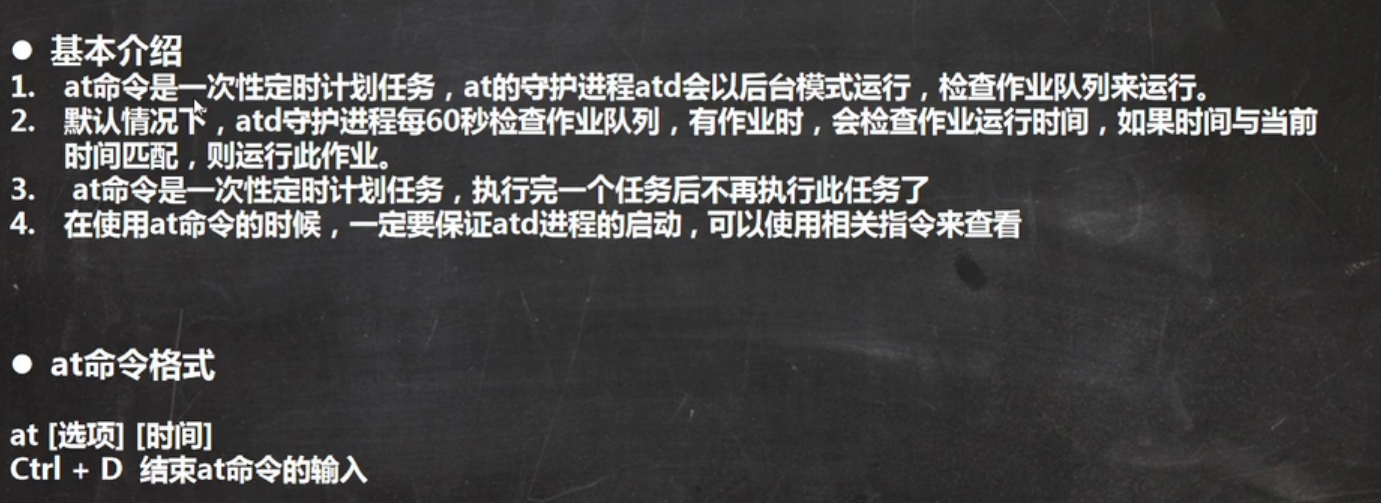 ● 基本介绍
1. at命令是一次性定时计划任务，at的守护进程atd会以后台模式运行，检查作业队列来运行。
2. 默认情况下，atd守护进程每60秒检查作业队列，有作业时，会检查作业运行时间，如果时间与当前
时间匹配，则运行此作业。
3. at命令是一次性定时计划任务，执行完一个任务后不再执行此任务了
4. 在使用at命令的时候，一定要保证atd进程的启动，可以使用相关指令来查看
● at命令格式
at [选项] [时间]
Ctrl + D 结束at命令的输入